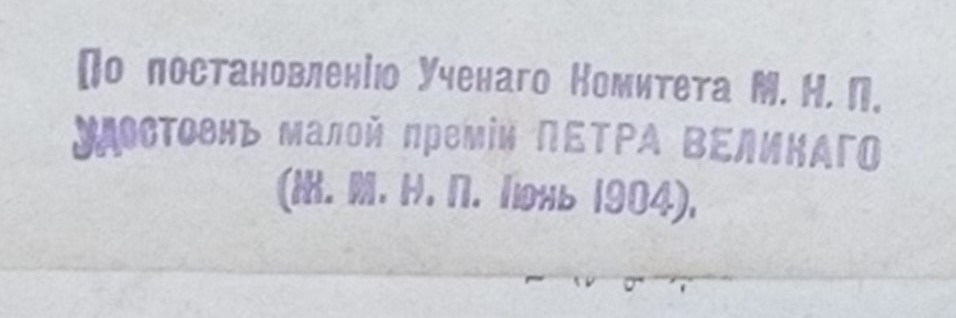 По постановленію Ученаго Комитета М. Н. П.
удостоенъ малой преміи ПЕТРА ВЕЛИКАГО
(Ж. М. Н. П. Іюнь 1904).